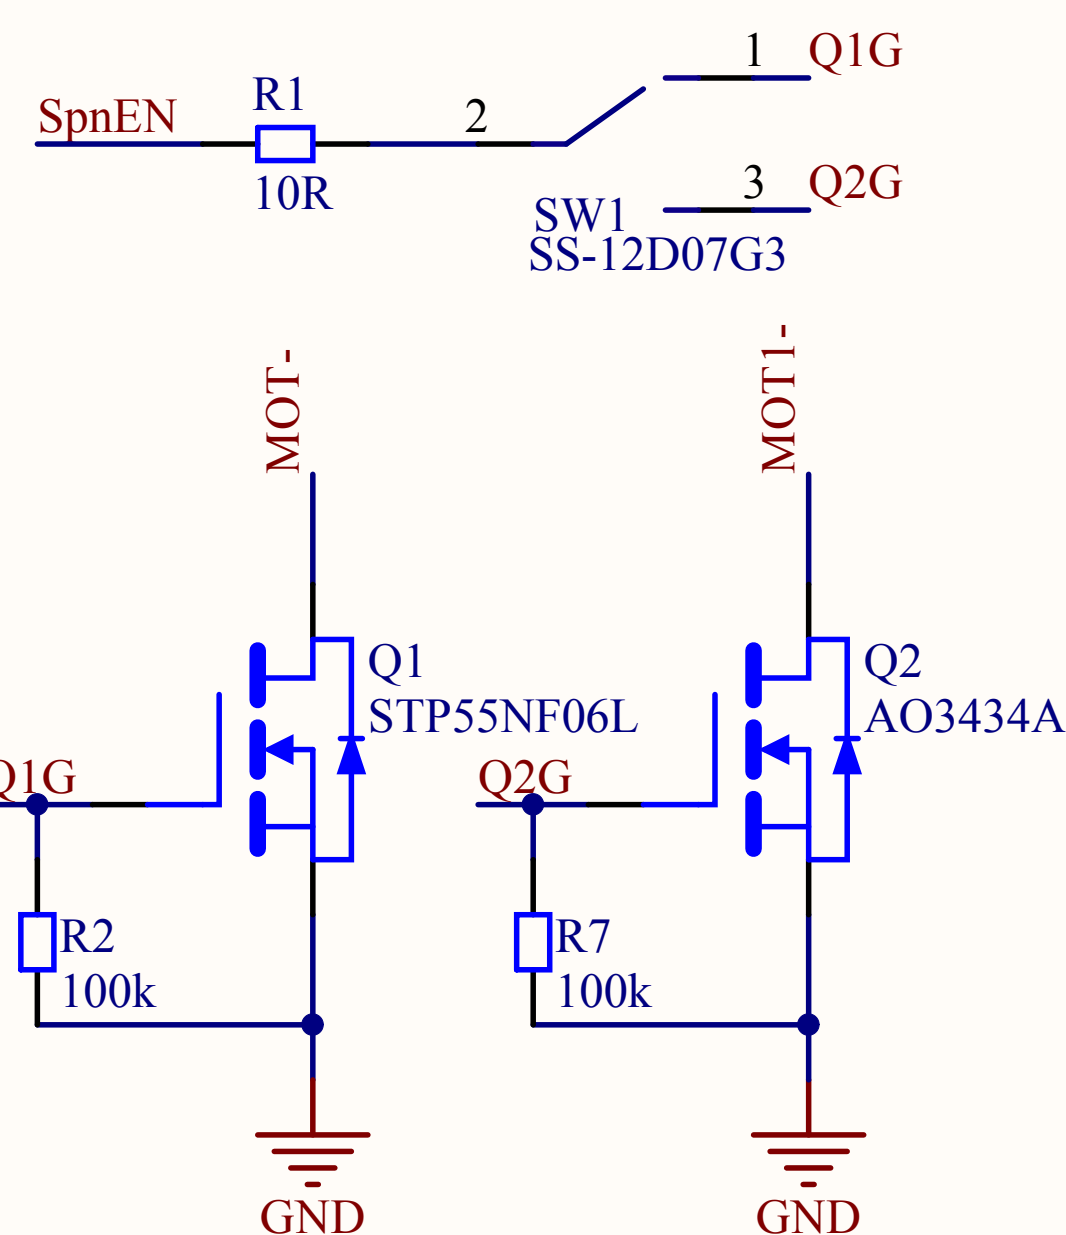 1 Q1G
R1
SpnEN
2
10R
3 Q2G
SW1
SS-12D07G3
MOT-
MOT1-
Q1
STP55NF06L
Q2
AO3434A
Q1G
Q2G
R2
100k
R7
100k
GND
GND